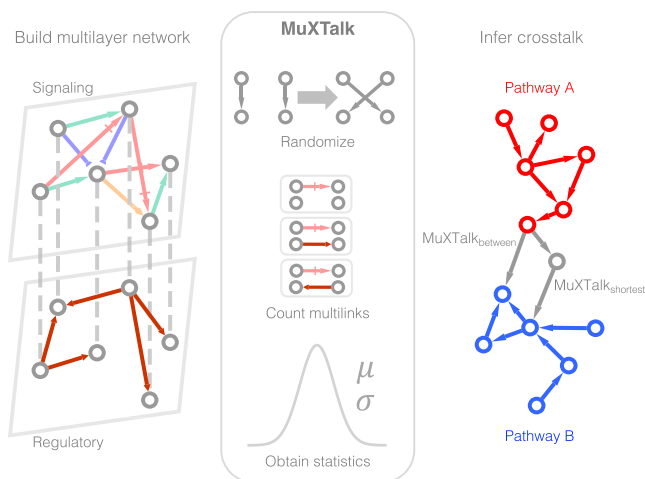 Build multilayer network
Signaling
Regulatory
MuXTalk
Randomize
Count multilinks
μ
σ
Obtain statistics
Infer crosstalk
Pathway A
MuXTalkbetween
MuXTalkshortest
Pathway B